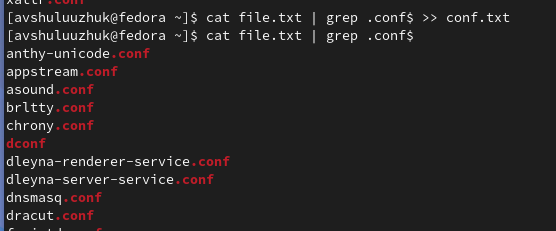 xattr.conf
[avshuluuzhuk@fedora ~]$ cat file.txt | grep .conf$ >> conf.txt
[avshuluuzhuk@fedora ~]$ cat file.txt | grep .conf$
anthy-unicode.conf
appstream.conf
asound.conf
brltty.conf
chrony.conf
dconf
dleyna-renderer-service.conf
dleyna-server-service.conf
dnsmasq.conf
dracut.conf